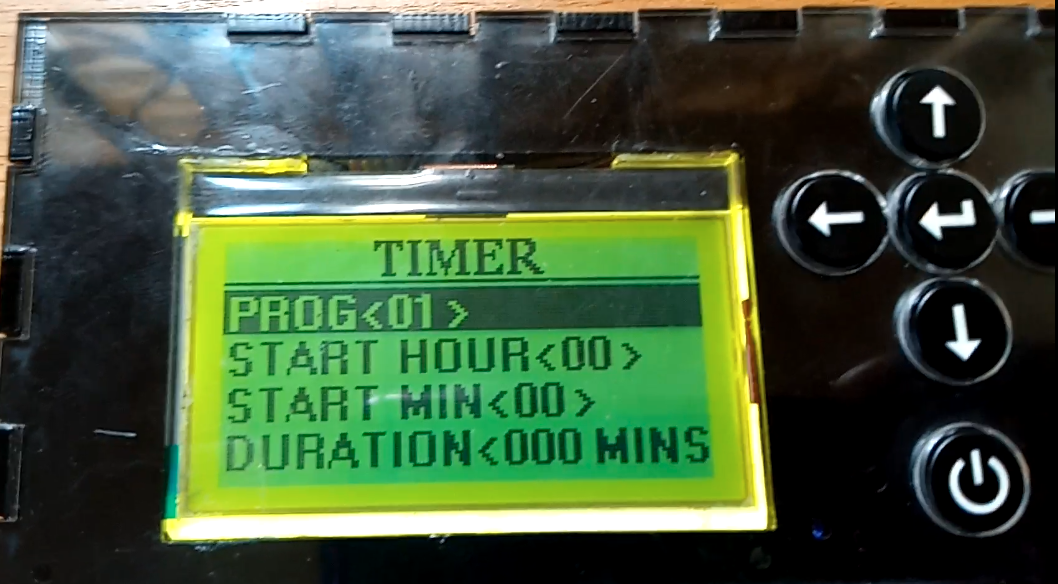 TIMER
PROG<01>
START HOUR<00>
START MIN<00>
DURATION<000 MINS